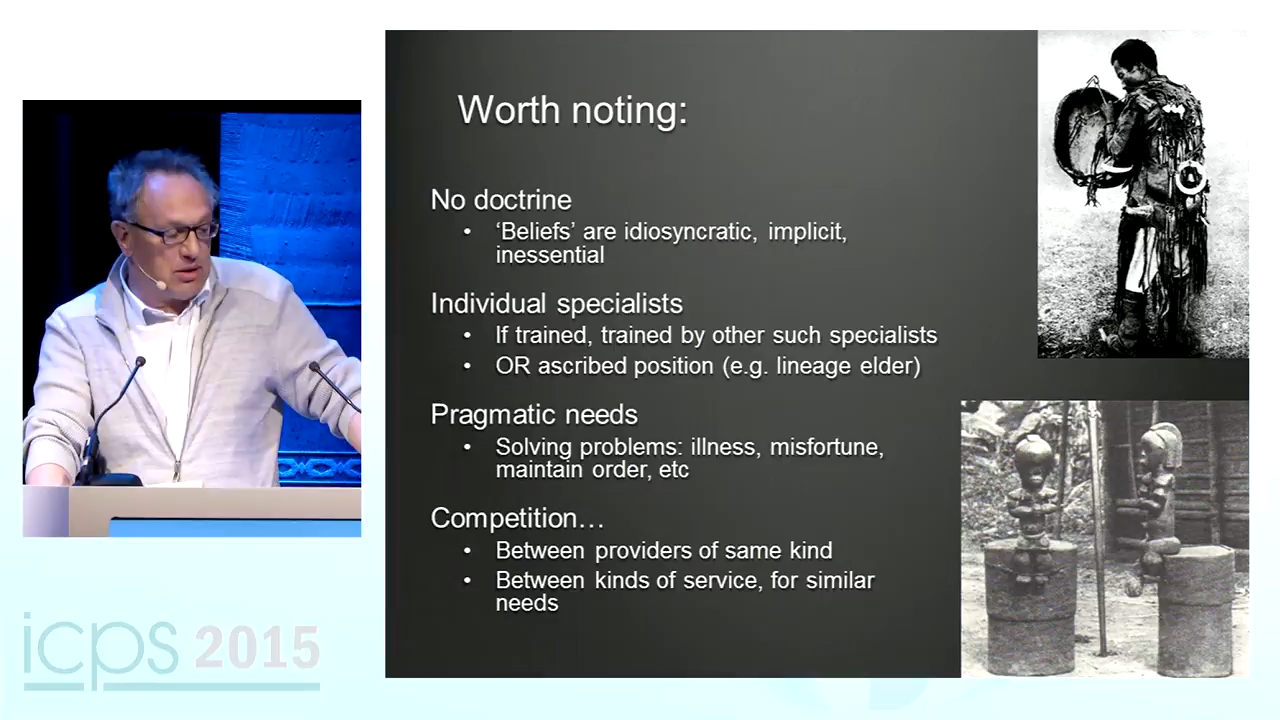 Worth noting:
No doctrine
• ‘Beliefs’ are idiosyncratic, implicit,
inessential
Individual specialists
• If trained, trained by other such specialists
• OR ascribed position (e.g. lineage elder)
Pragmatic needs
• Solving problems: illness, misfortune,
maintain order, etc
Competition…
• Between providers of same kind
• Between kinds of service, for similar
needs
icps 2015